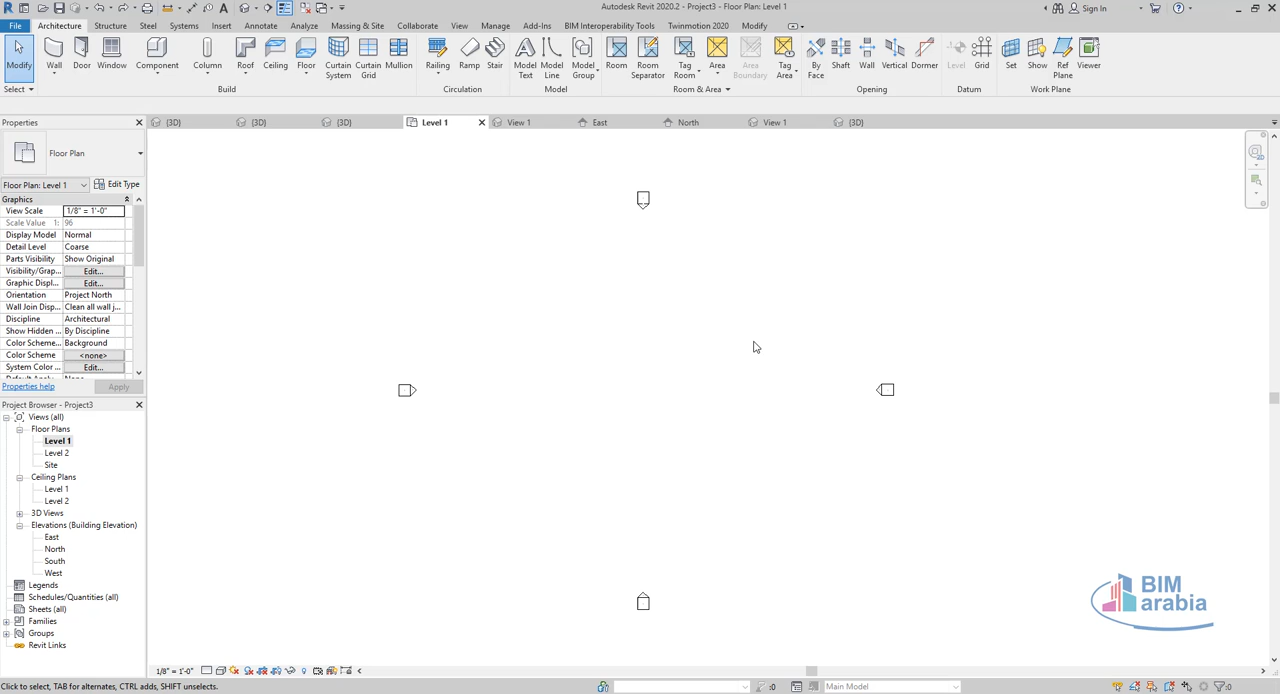 Autodesk Revit 2020.2 - Project3 - Floor Plan: Level 1
Sign In
File Architecture Structure Steel Systems Insert Annotate Analyze Massing & Site Collaborate View Manage Add-Ins BIM Interoperability Tools Twinmotion 2020 Modify
Modify Wall Door Window Component Column Roof Ceiling Floor Curtain System Curtain Grid Mullion Railing Ramp Stair Model Text Model Line Model Group Room Room Separator Tag Room Area Area Boundary Tag Area By Face Shaft Wall Vertical Dormer Level Grid Set Show Ref Plane Viewer
Select Build Circulation Model Room & Area Opening Datum Work Plane
Properties
{3D} {3D} {3D} Level 1 View 1 East North View 1 {3D}
Floor Plan
Floor Plan: Level 1 Edit Type
Graphics
View Scale 1/8" = 1'-0"
Scale Value 1: 96
Display Model Normal
Detail Level Coarse
Parts Visibility Show Original
Visibility/Grap... Edit...
Graphic Displ... Edit...
Orientation Project North
Wall Join Disp... Clean all wall j...
Discipline Architectural
Show Hidden ... By Discipline
Color Scheme... Background
Color Scheme <none>
System Color ... Edit...
Properties help Apply
Project Browser - Project3
Views (all)
Floor Plans
Level 1
Level 2
Site
Ceiling Plans
Level 1
Level 2
3D Views
Elevations (Building Elevation)
East
North
South
West
Legends
Schedules/Quantities (all)
Sheets (all)
Families
Groups
Revit Links
BIM
arabia
1/8" = 1'-0"
Click to select, TAB for alternates, CTRL adds, SHIFT unselects.
:0 Main Model :0